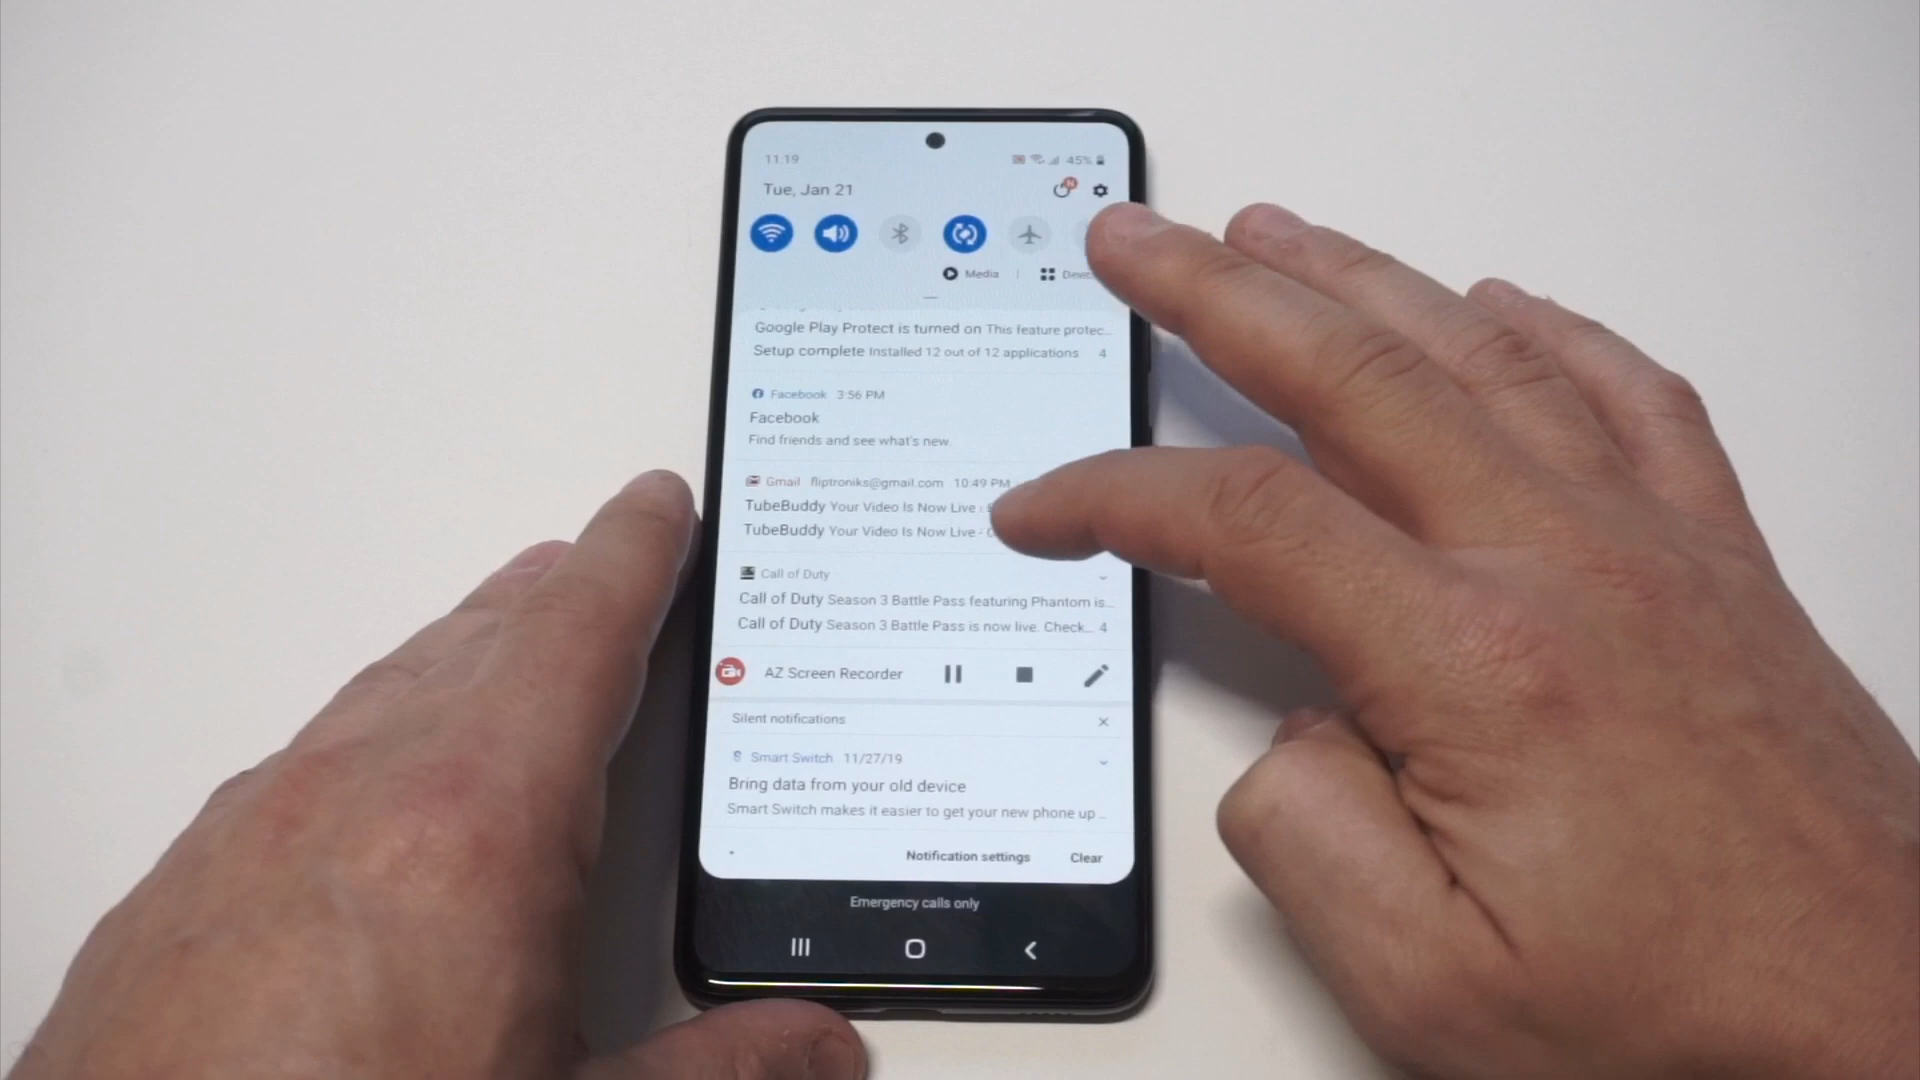 11:19
45%
Tue, Jan 21
N
Media | 
Google Play Protect is turned on This feature protec...
Setup complete Installed 12 out of 12 applications 4
Facebook 3:56 PM
Facebook
Find friends and see what's new.
Gmail fliptroniks@gmail.com 10:49 PM
TubeBuddy Your Video Is Now Live -
TubeBuddy Your Video Is Now Live -
Call of Duty
Call of Duty Season 3 Battle Pass featuring Phantom is...
Call of Duty Season 3 Battle Pass is now live. Check... 4
AZ Screen Recorder
Silent notifications
Smart Switch 11/27/19
Bring data from your old device
Smart Switch makes it easier to get your new phone up ...
Notification settings Clear
Emergency calls only